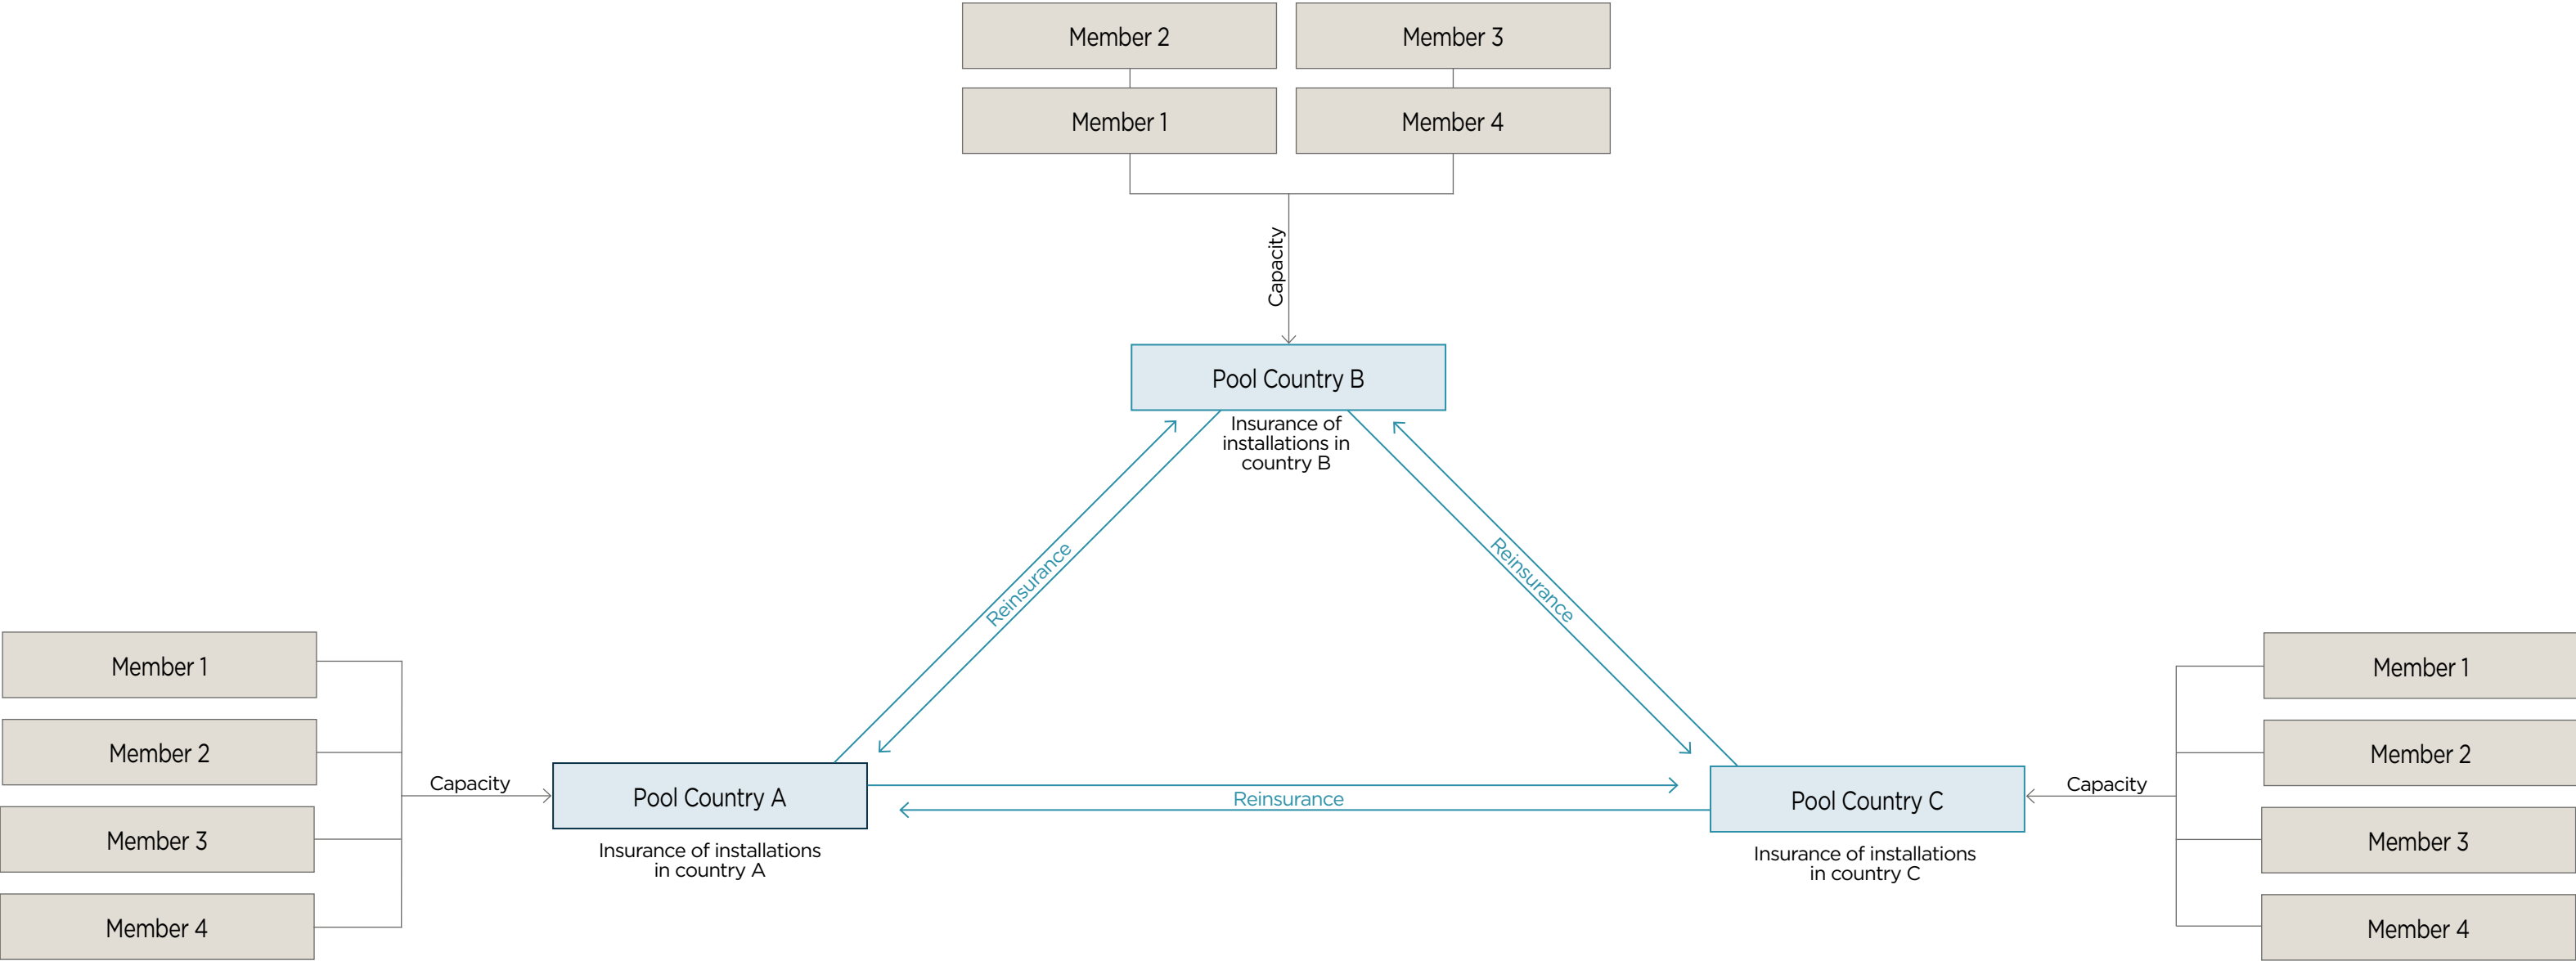 Member 2
Member 3
Member 1
Member 4
Capacity
Pool Country B
Insurance of
installations in
country B
Reinsurance
Reinsurance
Member 1
Member 2
Member 3
Member 4
Capacity
Pool Country A
Insurance of installations
in country A
Reinsurance
Pool Country C
Insurance of installations
in country C
Capacity
Member 1
Member 2
Member 3
Member 4